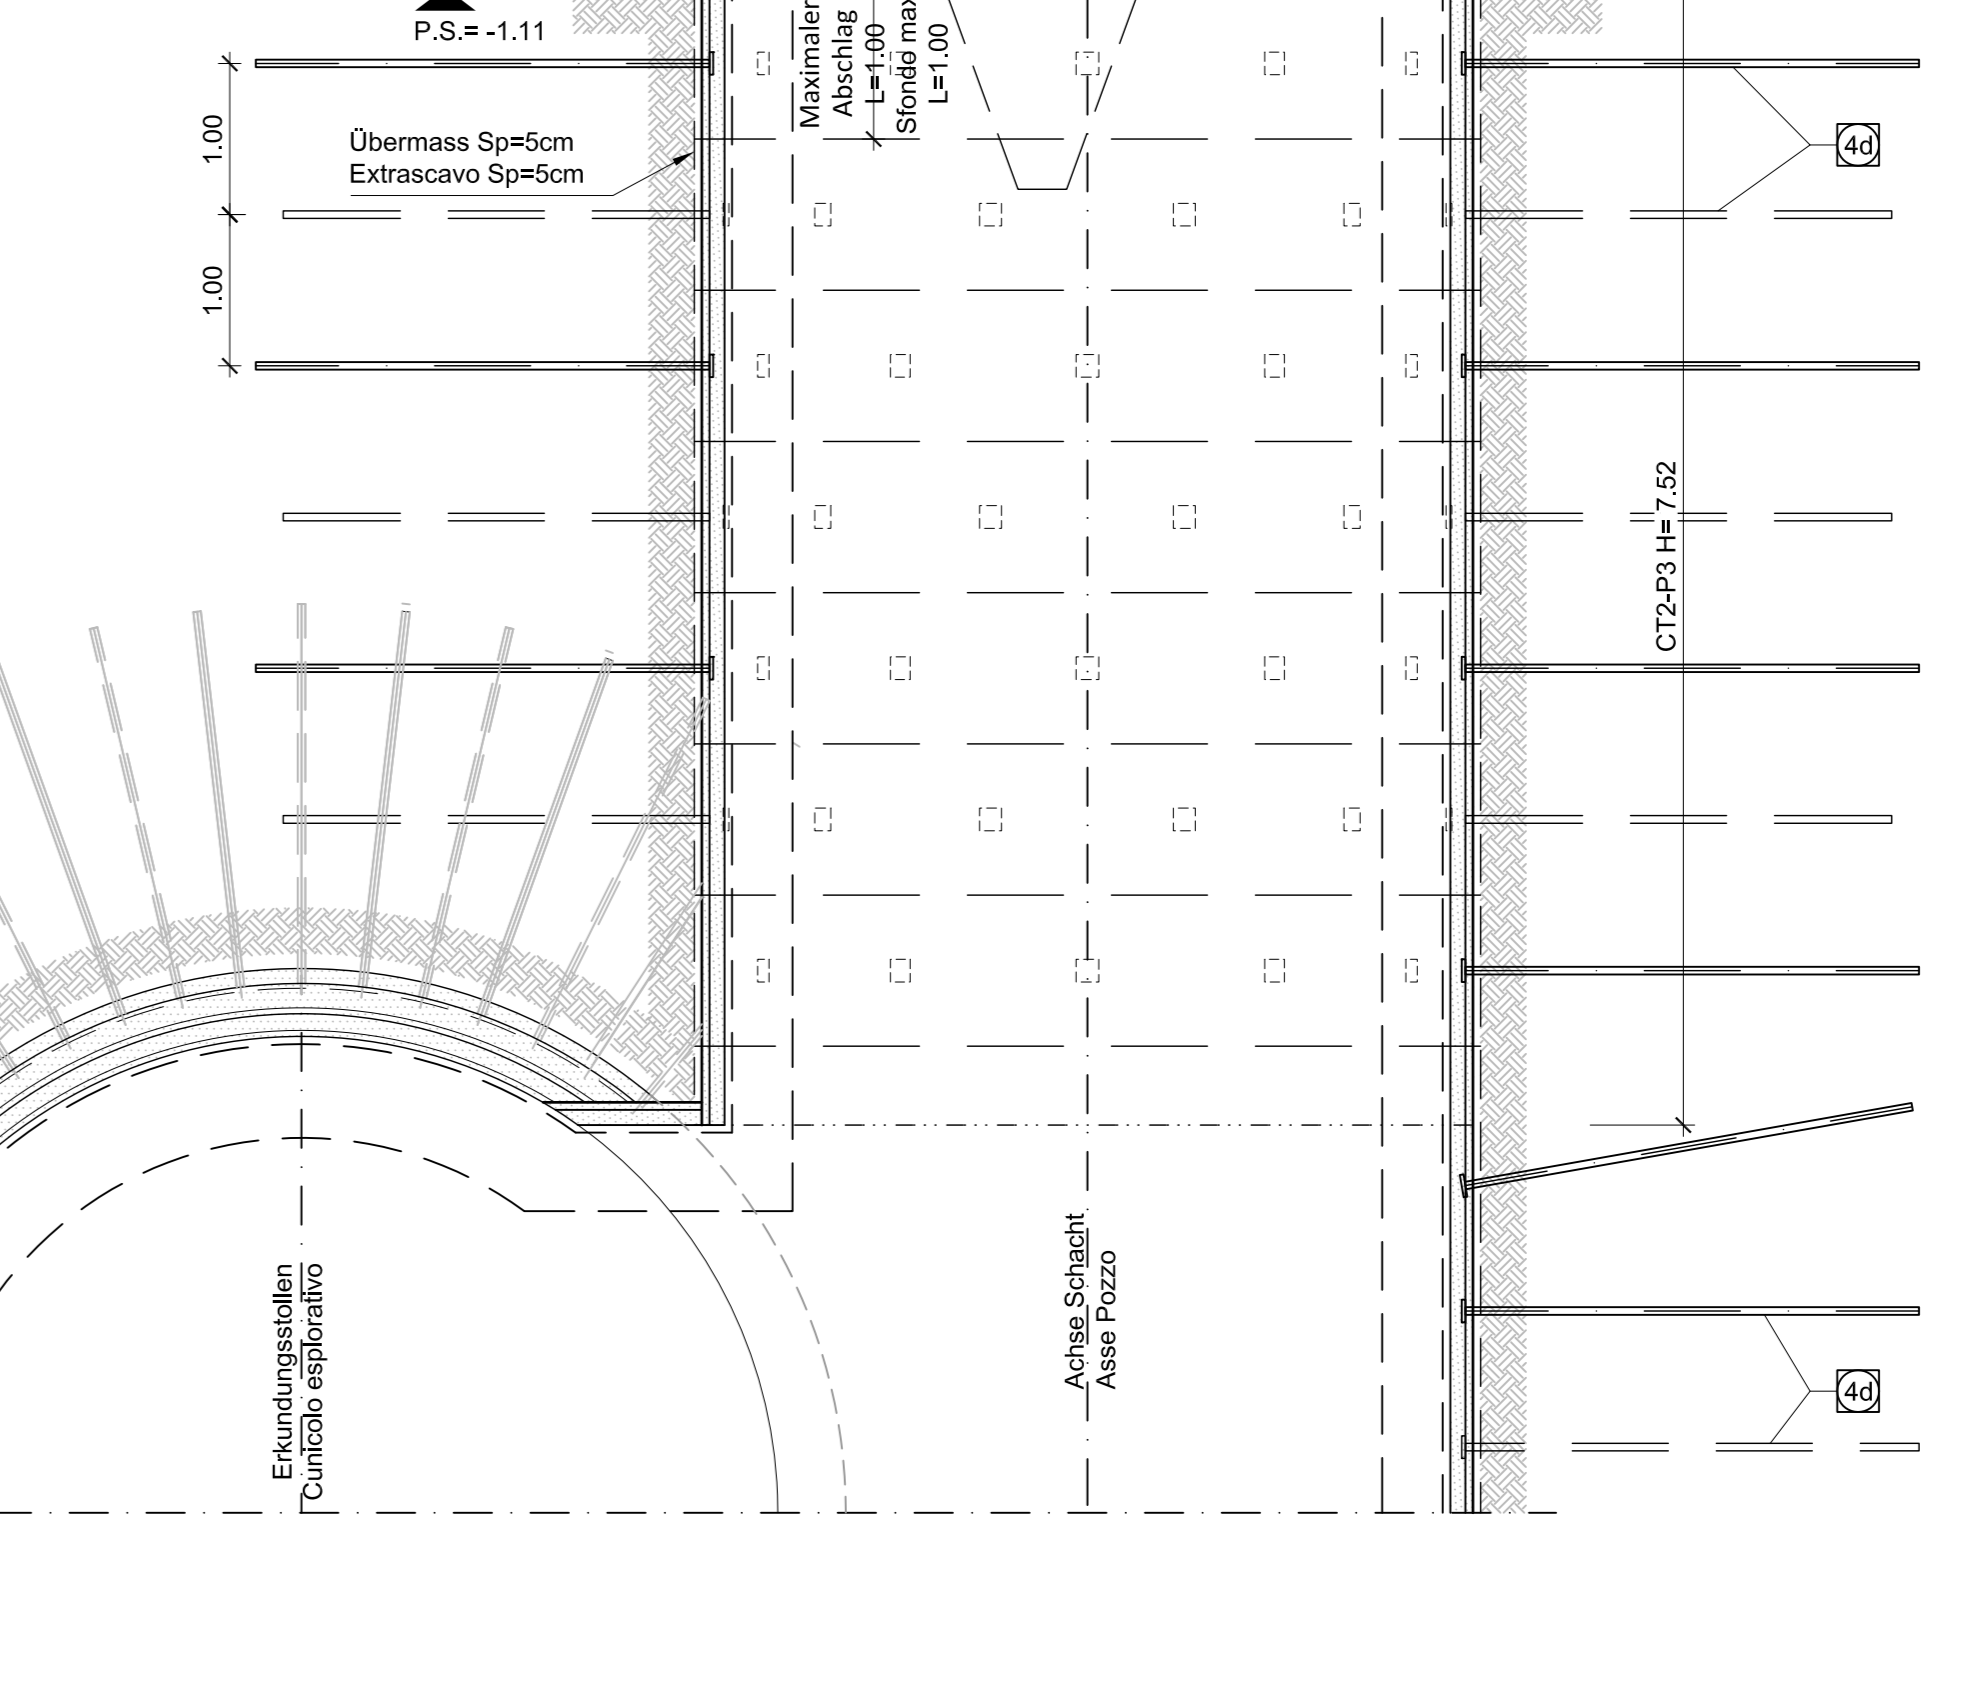 P.S.= -1.11
Maximaler
Abschlag
L=1.00
Sfondo max
L=1.00
1.00
Übermass Sp=5cm
Extrascavo Sp=5cm
4d
1.00
CT2-P3 H= 7.52
Erkundungsstollen
Cunicolo esplorativo
Achse Schacht
Asse Pozzo
4d